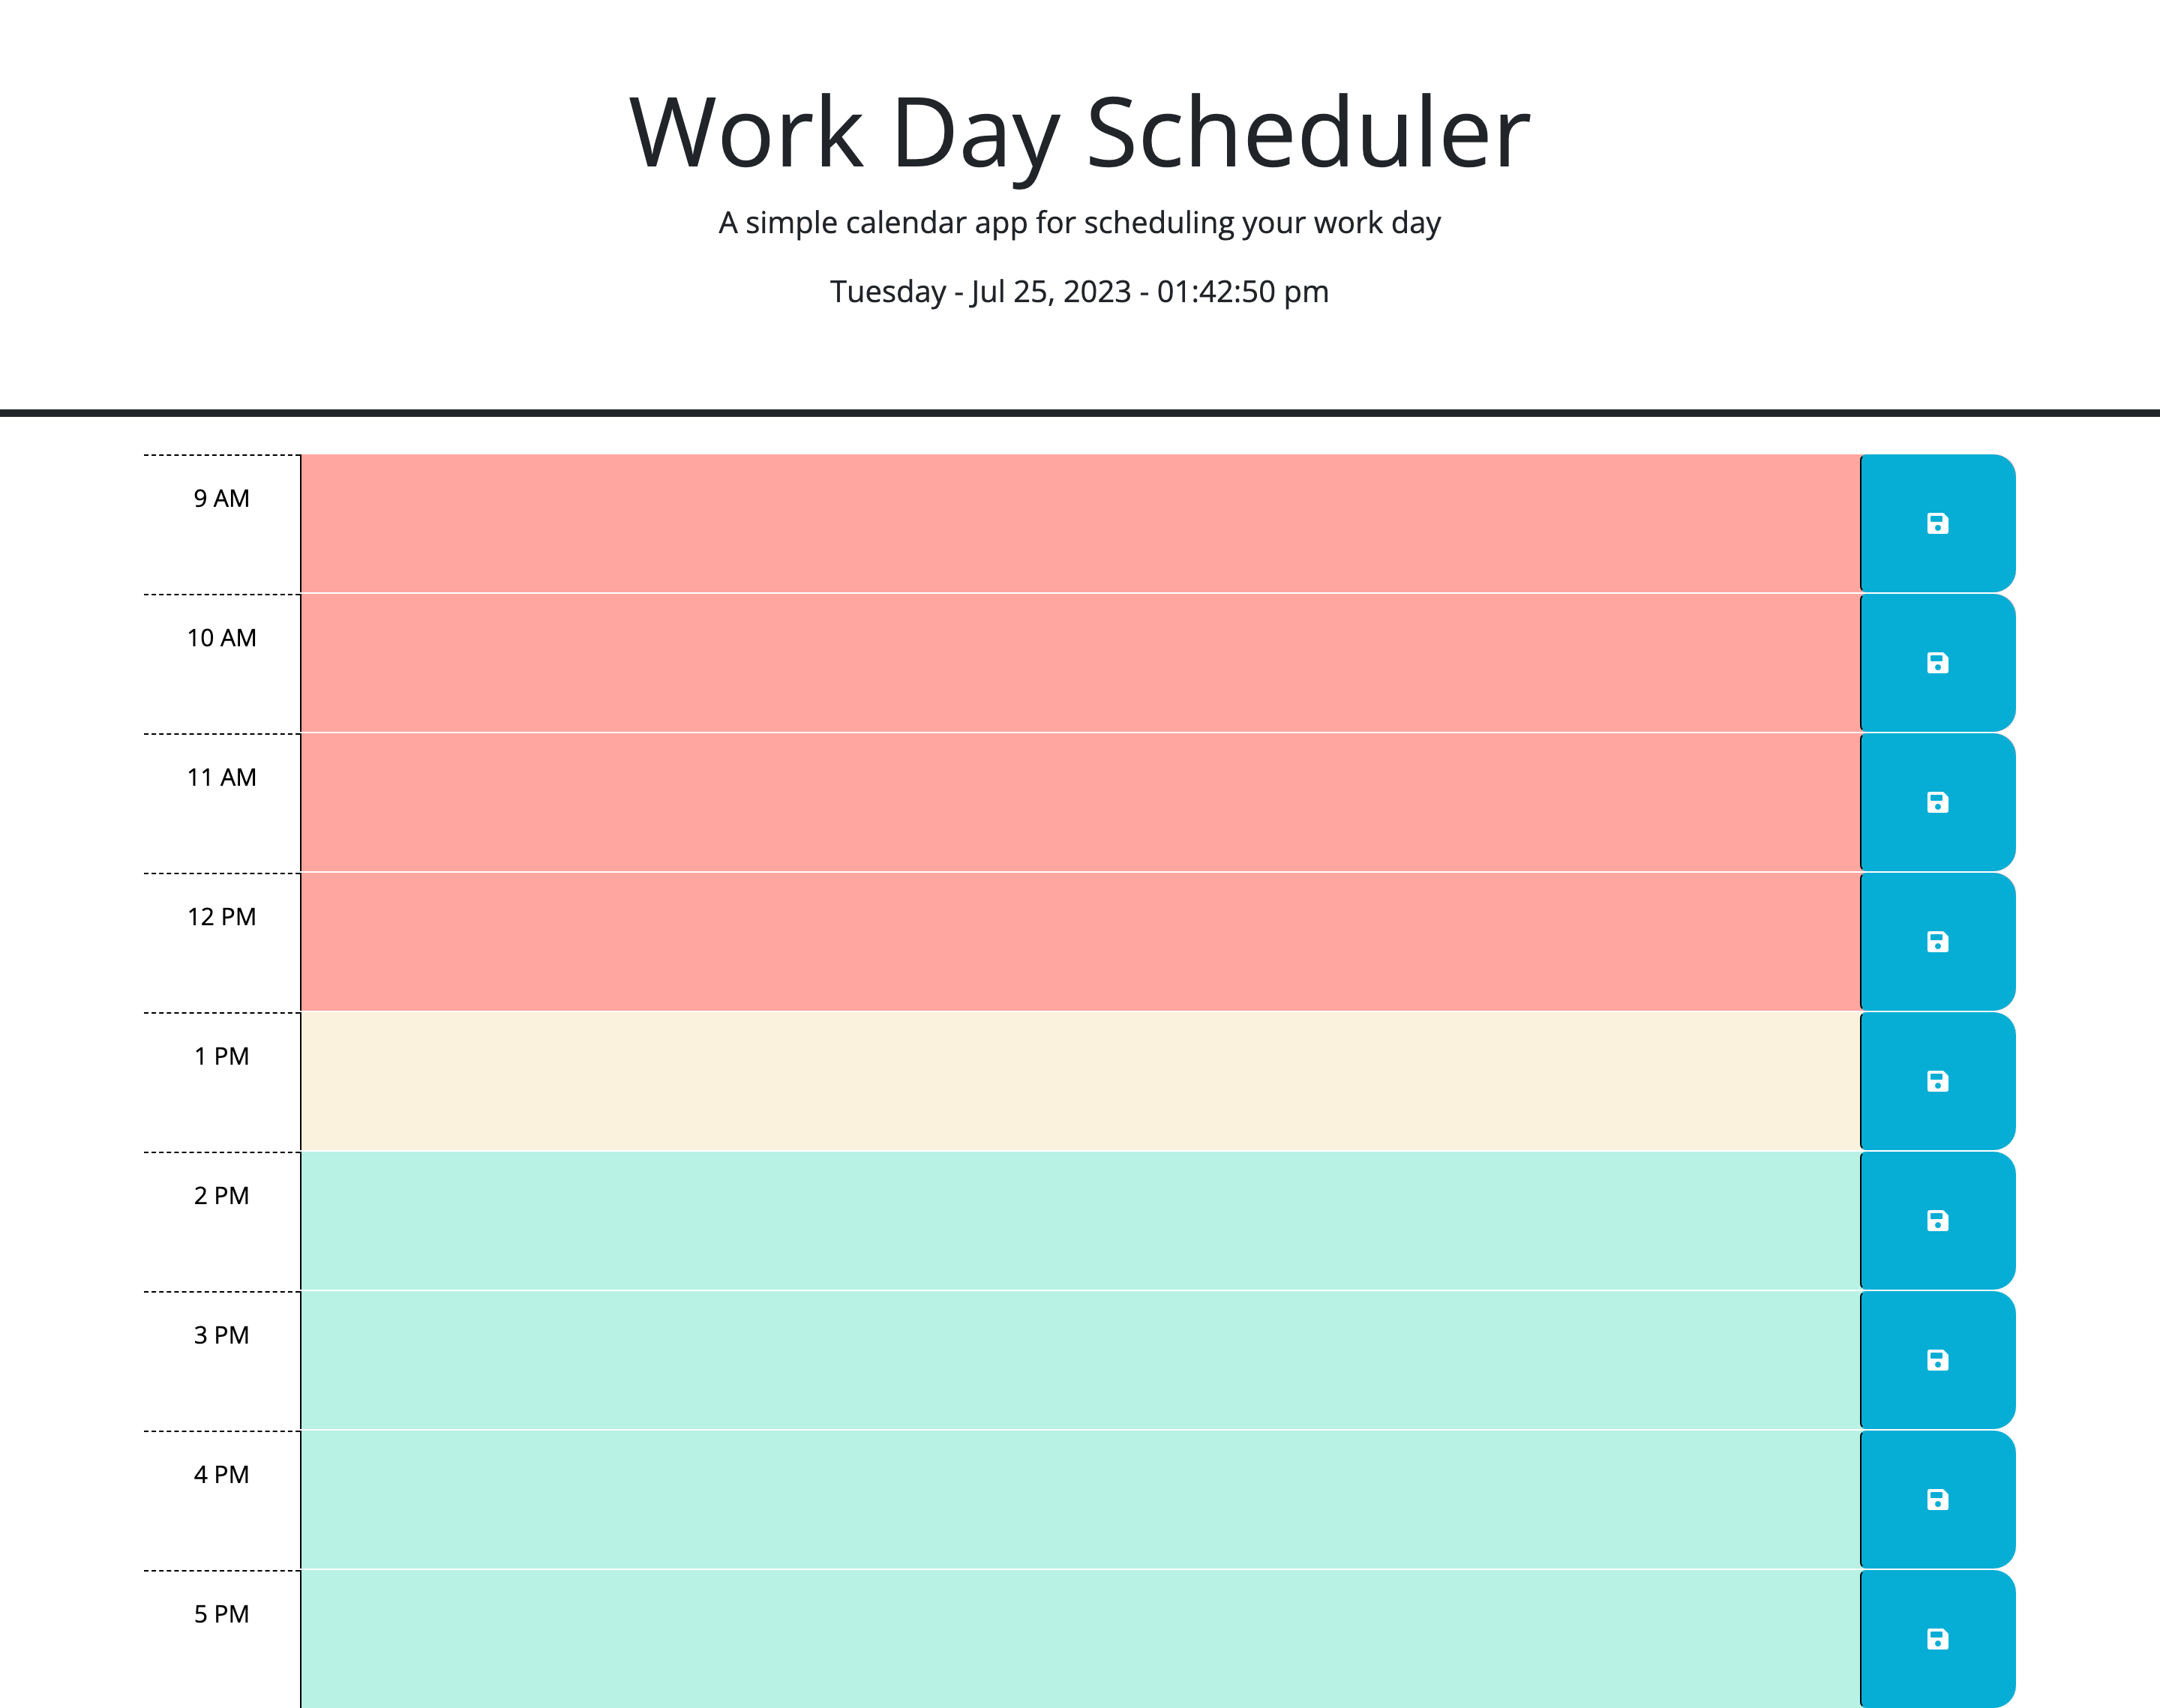 Work Day Scheduler
A simple calendar app for scheduling your work day
Tuesday - Jul 25, 2023 - 01:42:50 pm
9 AM
10 AM
11 AM
12 PM
1 PM
2 PM
3 PM
4 PM
5 PM